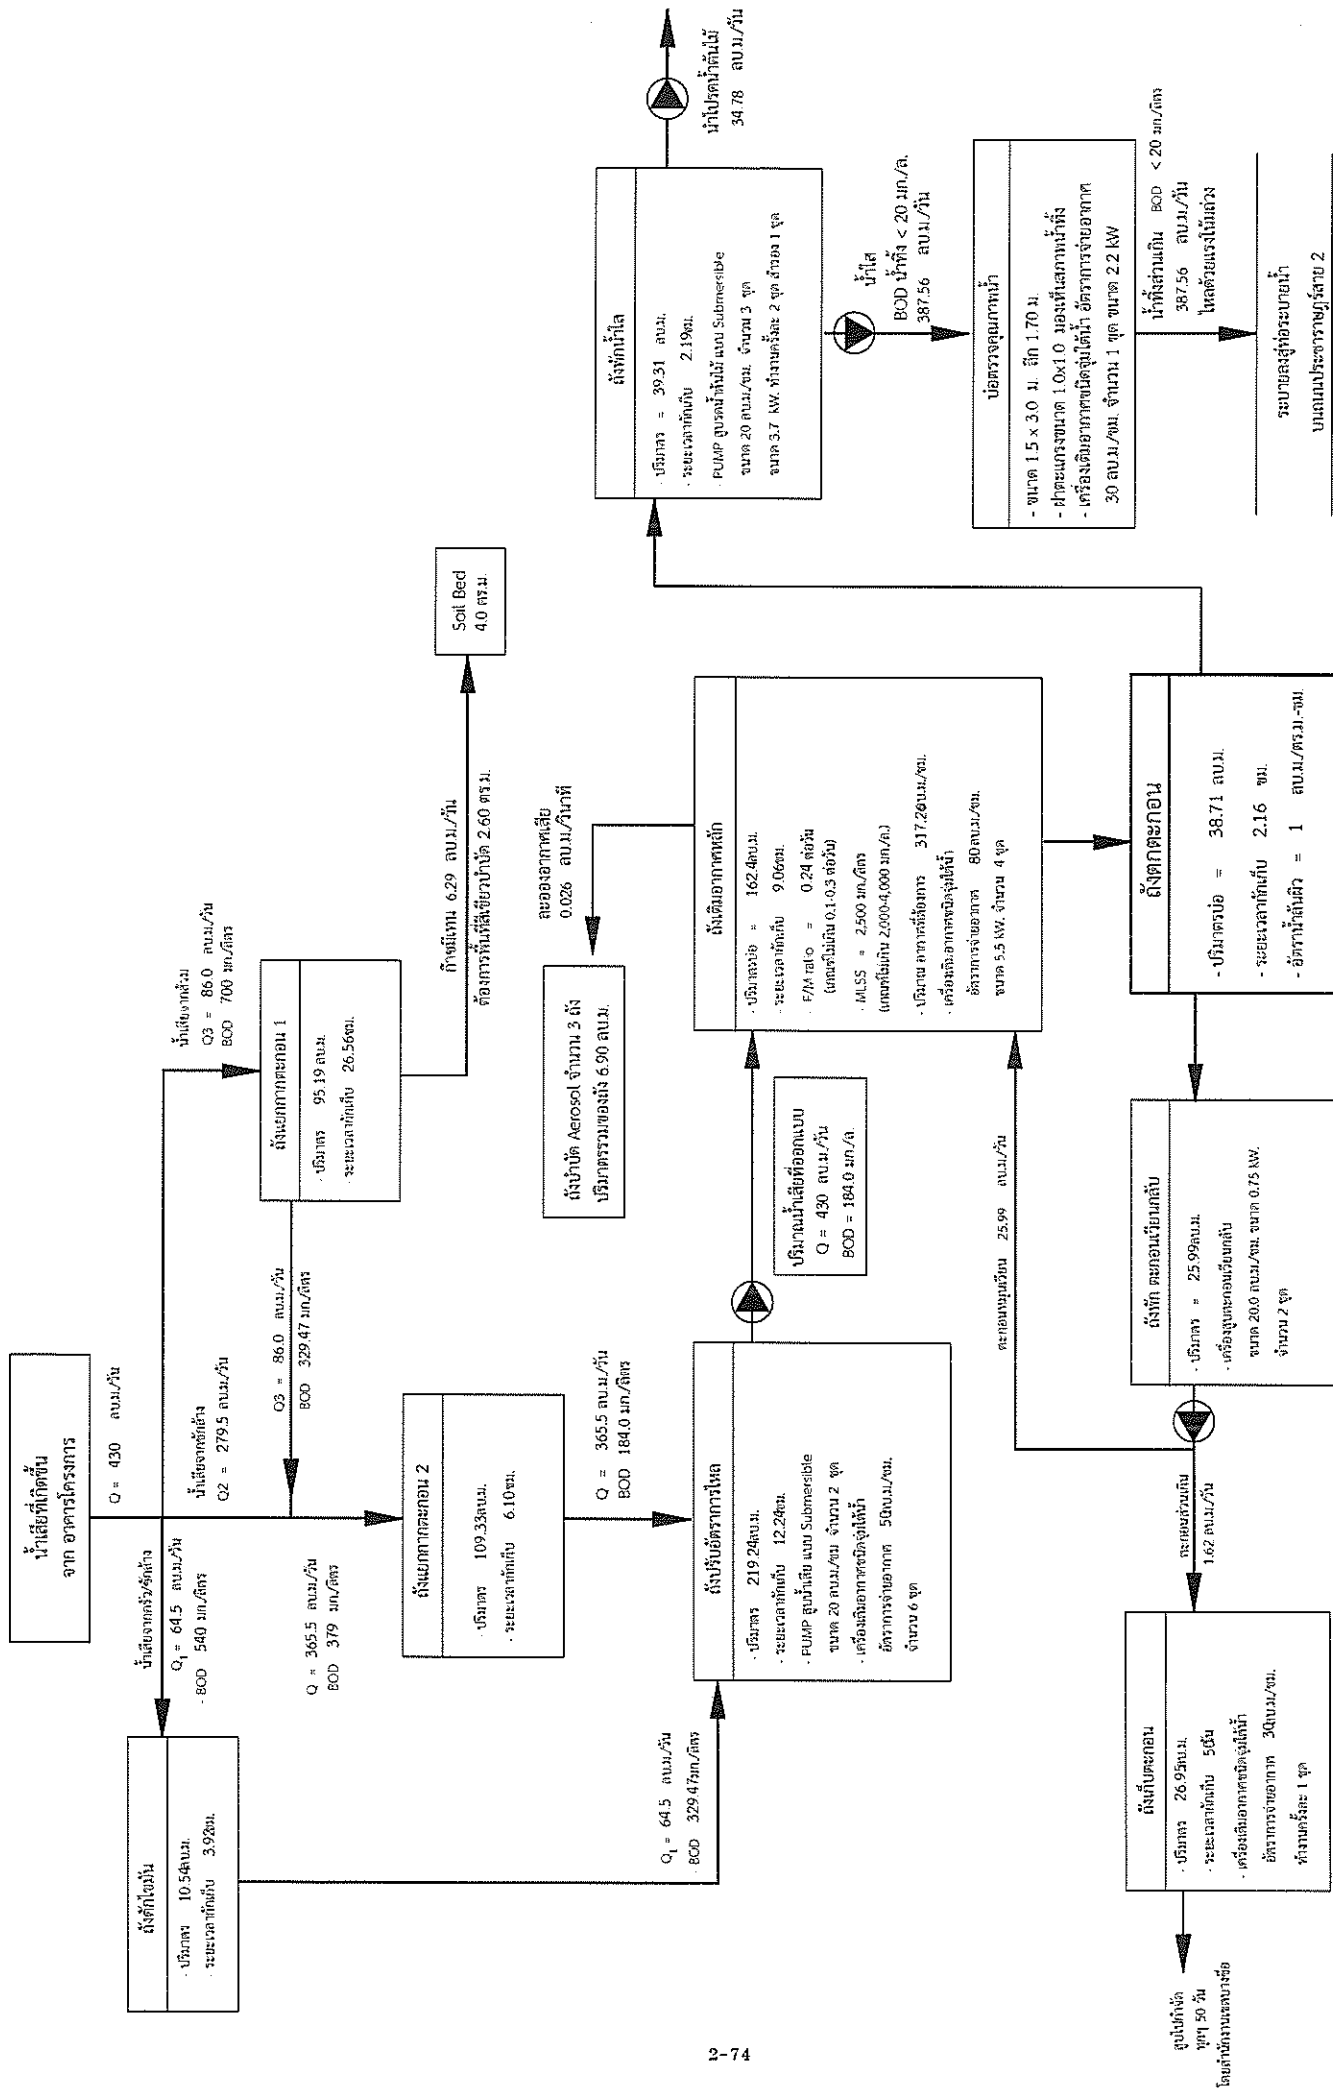 น้ำเสียที่เกิดขึ้น
จาก อาคารโครงการ
Q = 430 ลบ.ม./วัน
น้ำเสียจากครัว/ซักล้าง
Q1 = 64.5 ลบ.ม./วัน
- BOD 540 มก./ลิตร
น้ำเสียจากซักล้าง
Q2 = 279.5 ลบ.ม./วัน
น้ำเสียจากส้วม
Q3 = 86.0 ลบ.ม./วัน
BOD 700 มก./ลิตร
ถังดักไขมัน
- ปริมาตร 10.54ลบ.ม.
- ระยะเวลากักเก็บ 3.92ชม.
ถังแยกกากตะกอน 1
- ปริมาตร 95.19 ลบ.ม.
- ระยะเวลากักเก็บ 26.56ชม.
Q3 = 86.0 ลบ.ม./วัน
BOD 329.47 มก./ลิตร
ก๊าซมีเทน 6.29 ลบ.ม./วัน
ต้องการพื้นที่สีเขียวบำบัด 2.60 ตร.ม.
Soil Bed
4.0 ตร.ม.
Q = 365.5 ลบ.ม./วัน
BOD 379 มก./ลิตร
ถังแยกกากตะกอน 2
- ปริมาตร 109.33ลบ.ม.
- ระยะเวลากักเก็บ 6.10ชม.
Q = 365.5 ลบ.ม./วัน
BOD 184.0 มก./ลิตร
Q1 = 64.5 ลบ.ม./วัน
- BOD 329.47มก./ลิตร
ถังปรับอัตราการไหล
- ปริมาตร 219.24ลบ.ม.
- ระยะเวลากักเก็บ 12.24ชม.
- PUMP สูบน้ำเสีย แบบ Submersible
ขนาด 20 ลบ.ม./ชม จำนวน 2 ชุด
- เครื่องเติมอากาศชนิดจุ่มใต้น้ำ
อัตราการจ่ายอากาศ 50ลบ.ม./ชม.
จำนวน 6 ชุด
ปริมาณน้ำเสียที่ออกแบบ
Q = 430 ลบ.ม./วัน
BOD = 184.0 มก./ล.
ถังบำบัด Aerosol จำนวน 3 ถัง
ปริมาตรรวมของถัง 6.90 ลบ.ม.
ละอองอากาศเสีย
0.026 ลบ.ม./วินาที
ถังเติมอากาศหลัก
- ปริมาตรบ่อ = 162.4ลบ.ม.
- ระยะเวลากักเก็บ 9.06ชม.
- F/M ratio = 0.24 ต่อวัน
(เกณฑ์ไม่เกิน 0.1-0.3 ต่อวัน)
- MLSS = 2,500 มก./ลิตร
(เกณฑ์ไม่เกิน 2,000-4,000 มก./ล.)
- ปริมาณ อากาศที่ต้องการ 317.26ลบ.ม./ชม.
- เครื่องเติมอากาศชนิดจุ่มใต้น้ำ
อัตราการจ่ายอากาศ 80ลบ.ม./ชม.
ขนาด 5.5 kW. จำนวน 4 ชุด
ถังตกตะกอน
- ปริมาตรบ่อ = 38.71 ลบ.ม.
- ระยะเวลากักเก็บ 2.16 ชม.
- อัตราน้ำล้นผิว = 1 ลบ.ม./ตร.ม.-ชม.
ถังพักน้ำใส
- ปริมาตร = 39.31 ลบ.ม.
- ระยะเวลากักเก็บ 2.19ชม.
- PUMP สูบรดน้ำต้นไม้ แบบ Submersible
ขนาด 20 ลบ.ม./ชม. จำนวน 3 ชุด
ขนาด 3.7 kW. ทำงานครั้งละ 2 ชุด สำรอง 1 ชุด
นำไปรดน้ำต้นไม้
34.78 ลบ.ม./วัน
น้ำใส
BOD น้ำทิ้ง < 20 มก./ล.
387.56 ลบ.ม./วัน
บ่อตรวจคุณภาพน้ำ
- ขนาด 1.5 x 3.0 ม. ลึก 1.70 ม.
- ฝาตะแกรงขนาด 1.0x1.0 มองเห็นสภาพน้ำทิ้ง
- เครื่องเติมอากาศชนิดจุ่มใต้น้ำ อัตราการจ่ายอากาศ
30 ลบ.ม./ชม. จำนวน 1 ชุด ขนาด 2.2 kW
น้ำทิ้งส่วนเกิน BOD < 20 มก./ลิตร
387.56 ลบ.ม./วัน
ไหลด้วยแรงโน้มถ่วง
ระบายลงสู่ท่อระบายน้ำ
บนถนนประชาราษฎร์สาย 2
ตะกอนหมุนเวียน 25.99 ลบ.ม./วัน
ถังพัก ตะกอนเวียนกลับ
- ปริมาตร = 25.99ลบ.ม.
- เครื่องสูบตะกอนเวียนกลับ
ขนาด 20.0 ลบ.ม./ชม. ขนาด 0.75 kW.
จำนวน 2 ชุด
ตะกอนส่วนเกิน
1.62 ลบ.ม./วัน
ถังเก็บตะกอน
- ปริมาตร 26.95ลบ.ม.
- ระยะเวลากักเก็บ 50วัน
- เครื่องเติมอากาศชนิดจุ่มใต้น้ำ
อัตราการจ่ายอากาศ 30ลบ.ม./ชม.
ทำงานครั้งละ 1 ชุด
สูบไปกำจัด
ทุกๆ 50 วัน
โดยสำนักงานเขตบางซื่อ
2-74